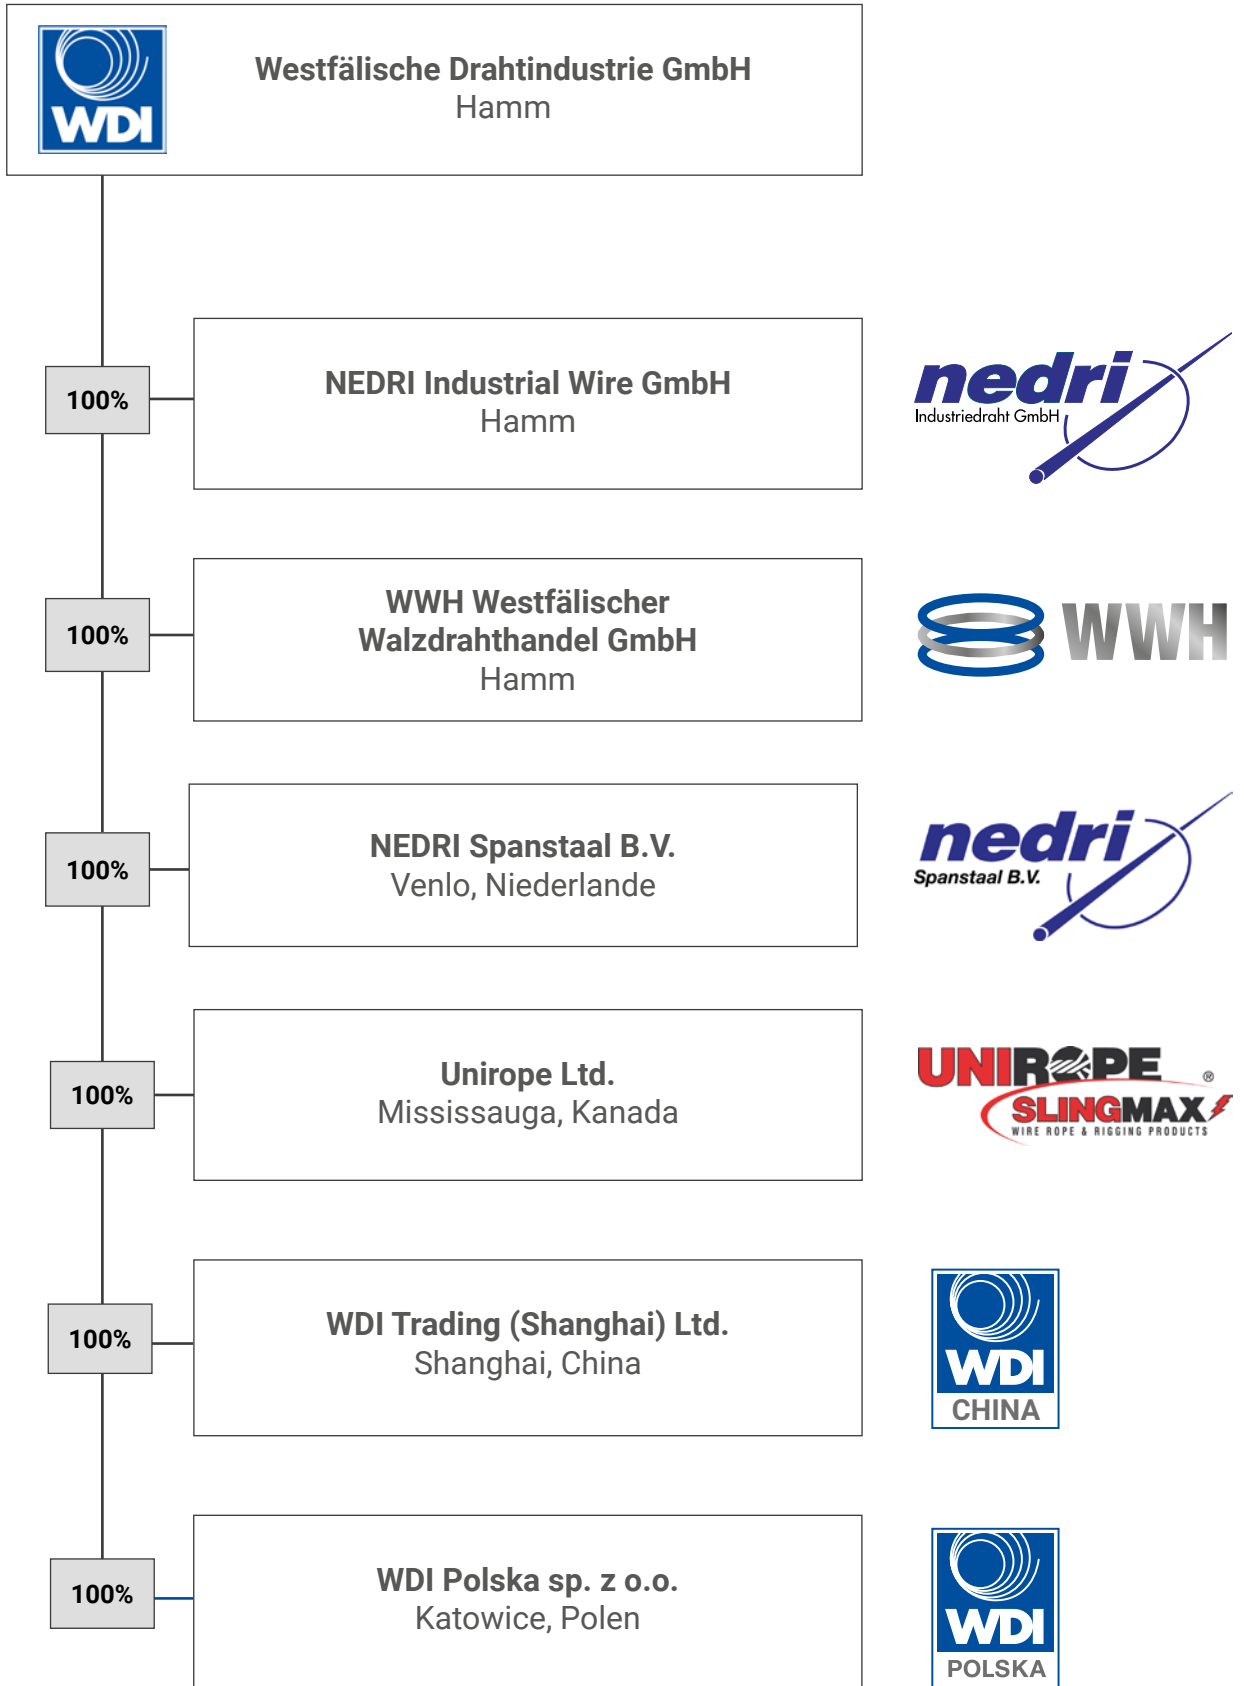 WDI
Westfälische Drahtindustrie GmbH
Hamm
100%
NEDRI Industrial Wire GmbH
Hamm
nedri
Industriedraht GmbH
100%
WWH Westfälischer
Walzdrahthandel GmbH
Hamm
WWH
100%
NEDRI Spanstaal B.V.
Venlo, Niederlande
nedri
Spanstaal B.V.
100%
Unirope Ltd.
Mississauga, Kanada
UNIROPE ®
SLINGMAX
WIRE ROPE & RIGGING PRODUCTS
100%
WDI Trading (Shanghai) Ltd.
Shanghai, China
WDI
CHINA
100%
WDI Polska sp. z o.o.
Katowice, Polen
WDI
POLSKA